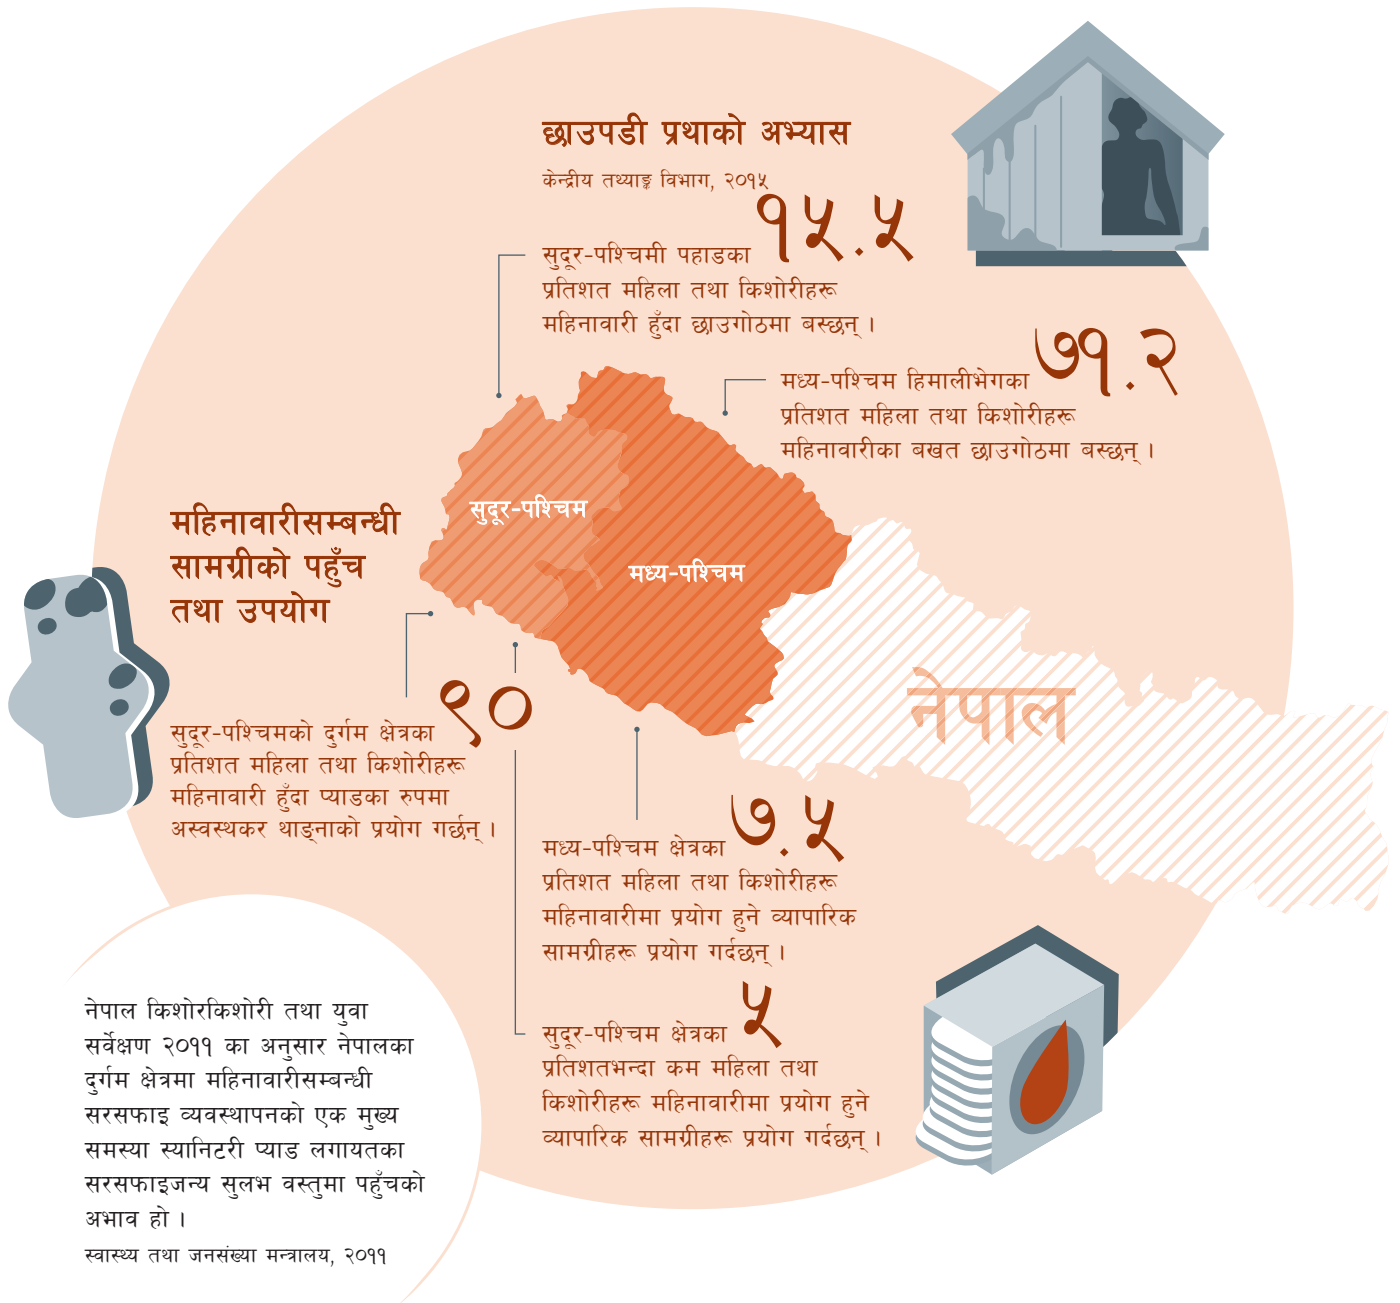 छाउपडी प्रथाको अभ्यास
केन्द्रीय तथ्याङ्क विभाग, २०१५
सुदूर-पश्चिमी पहाडका १५.५
प्रतिशत महिला तथा किशोरीहरू
महिनावारी हुँदा छाउगोठमा बस्छन् ।
मध्य-पश्चिम हिमालीभेगका ७१.२
प्रतिशत महिला तथा किशोरीहरू
महिनावारीका बखत छाउगोठमा बस्छन् ।
सुदूर-पश्चिम
मध्य-पश्चिम
नेपाल
महिनावारीसम्बन्धी
सामग्रीको पहुँच
तथा उपयोग
सुदूर-पश्चिमको दुर्गम क्षेत्रका ९०
प्रतिशत महिला तथा किशोरीहरू
महिनावारी हुँदा प्याडका रुपमा
अस्वस्थकर थाङ्नाको प्रयोग गर्छन् ।
मध्य-पश्चिम क्षेत्रका ७.५
प्रतिशत महिला तथा किशोरीहरू
महिनावारीमा प्रयोग हुने व्यापारिक
सामग्रीहरू प्रयोग गर्दछन् ।
सुदूर-पश्चिम क्षेत्रका ५
प्रतिशतभन्दा कम महिला तथा
किशोरीहरू महिनावारीमा प्रयोग हुने
व्यापारिक सामग्रीहरू प्रयोग गर्दछन् ।
नेपाल किशोरकिशोरी तथा युवा
सर्वेक्षण २०११ का अनुसार नेपालका
दुर्गम क्षेत्रमा महिनावारीसम्बन्धी
सरसफाइ व्यवस्थापनको एक मुख्य
समस्या स्यानिटरी प्याड लगायतका
सरसफाइजन्य सुलभ वस्तुमा पहुँचको
अभाव हो ।
स्वास्थ्य तथा जनसंख्या मन्त्रालय, २०११